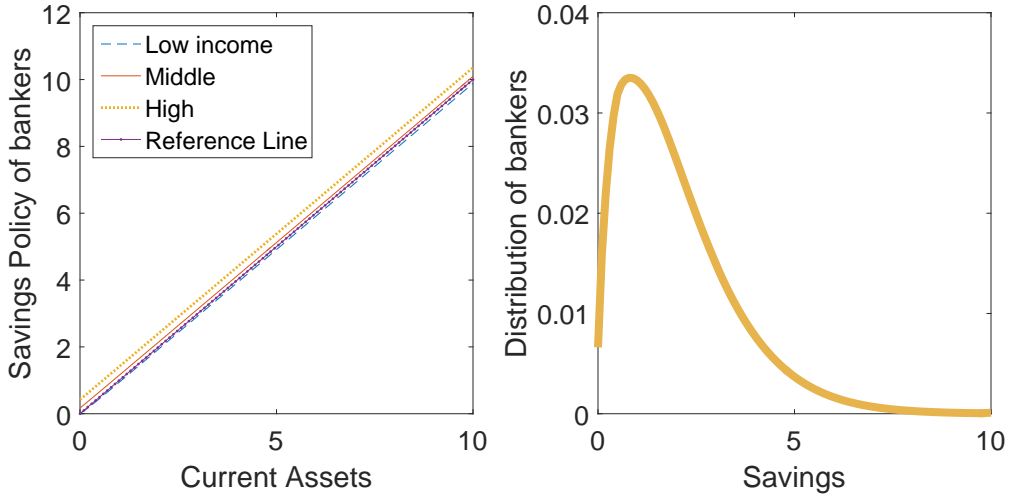 Savings Policy of bankers
12
10
8
6
4
2
0
Low income
Middle
High
Reference Line
0
5
10
Current Assets
Distribution of bankers
0.04
0.03
0.02
0.01
0
0
5
10
Savings